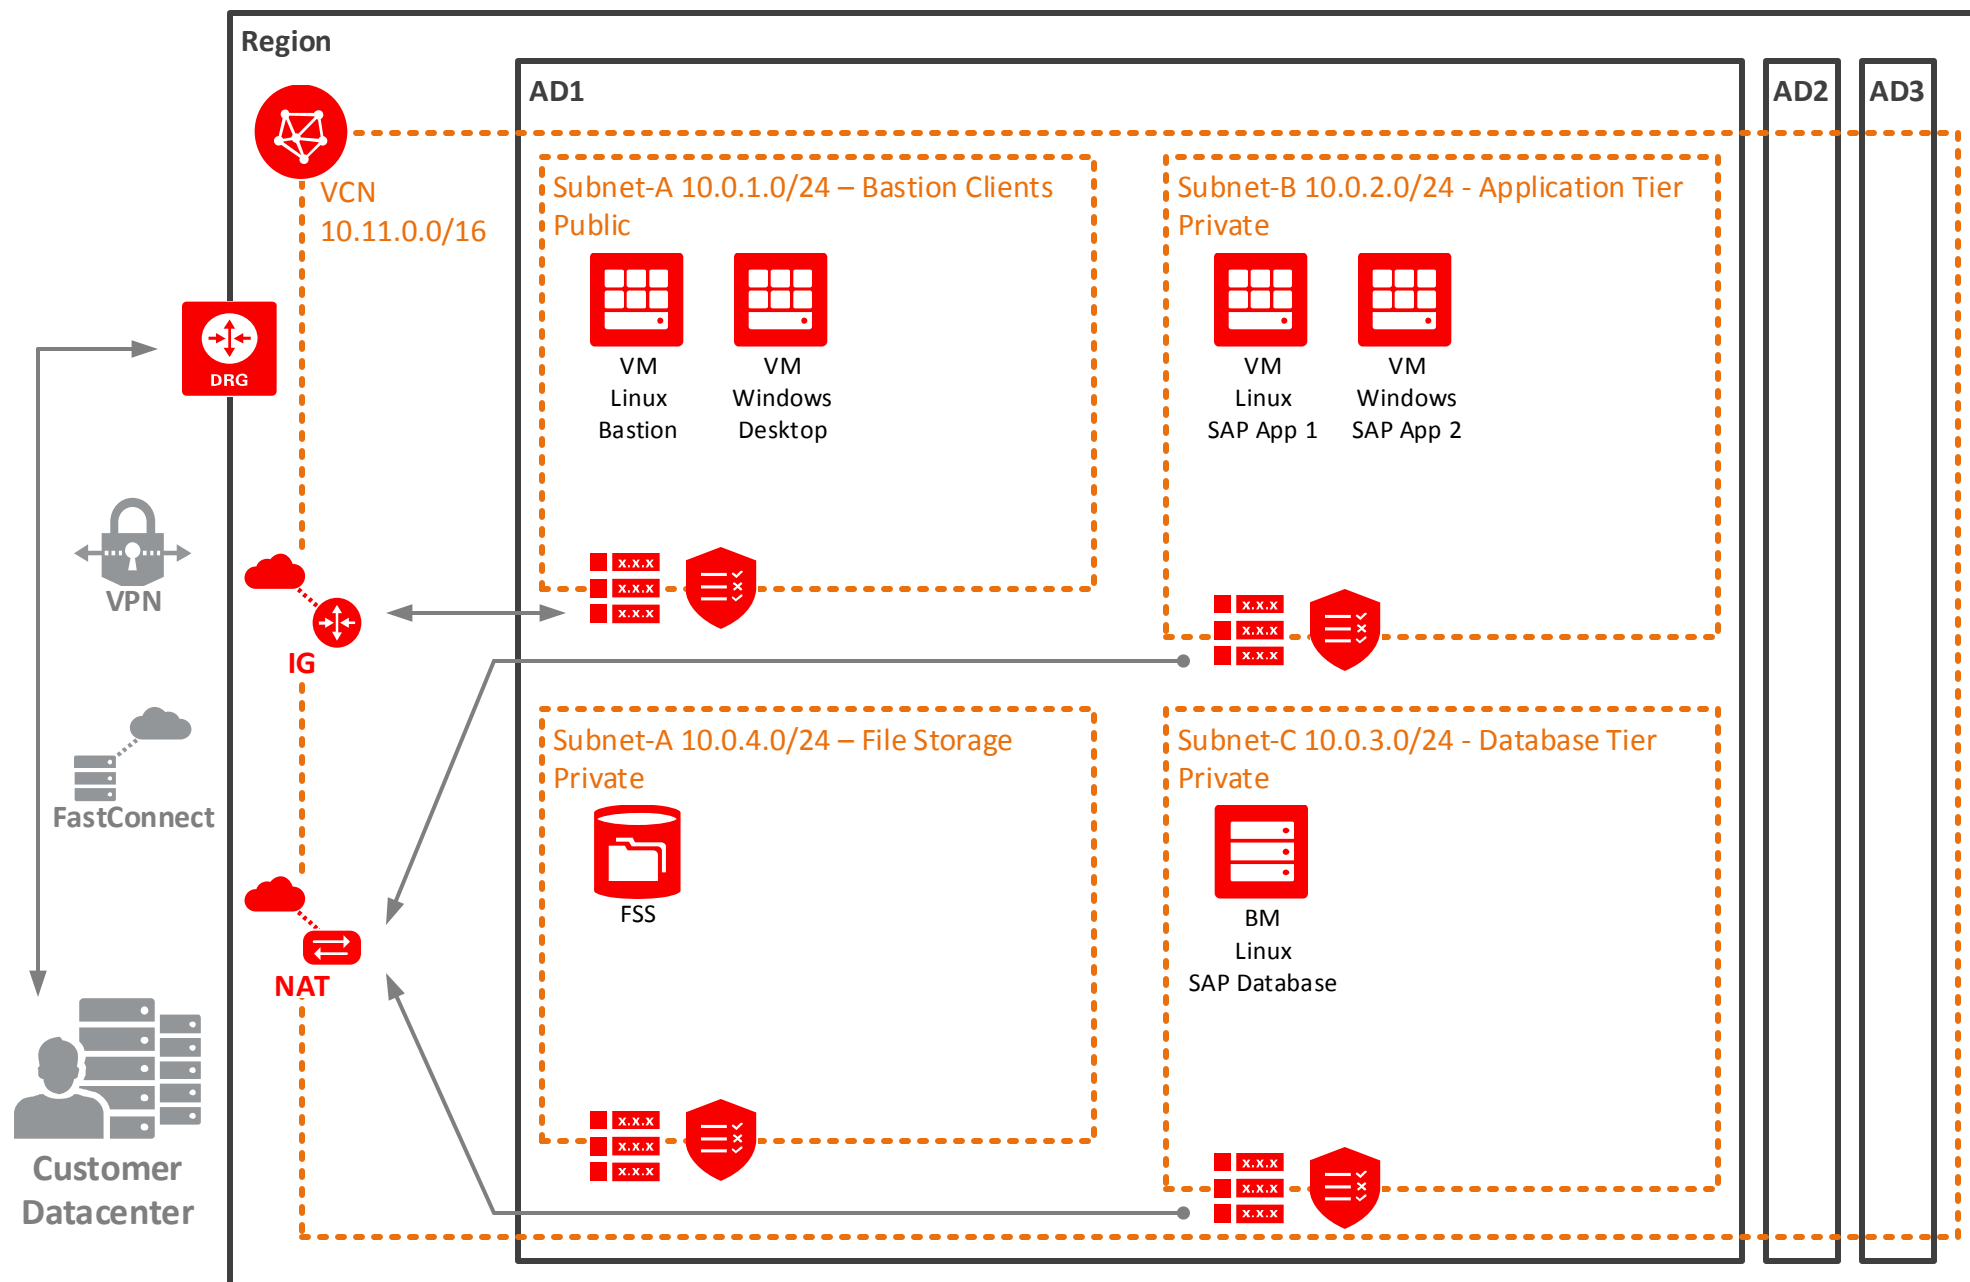 Region
AD1
AD2
AD3
VCN
10.11.0.0/16
Subnet-A 10.0.1.0/24 – Bastion Clients
Public
VM
Linux
Bastion
VM
Windows
Desktop
x.x.x
x.x.x
x.x.x
Subnet-B 10.0.2.0/24 - Application Tier
Private
VM
Linux
SAP App 1
VM
Windows
SAP App 2
x.x.x
x.x.x
x.x.x
DRG
VPN
IG
FastConnect
NAT
Customer
Datacenter
Subnet-A 10.0.4.0/24 – File Storage
Private
FSS
x.x.x
x.x.x
x.x.x
Subnet-C 10.0.3.0/24 - Database Tier
Private
BM
Linux
SAP Database
x.x.x
x.x.x
x.x.x